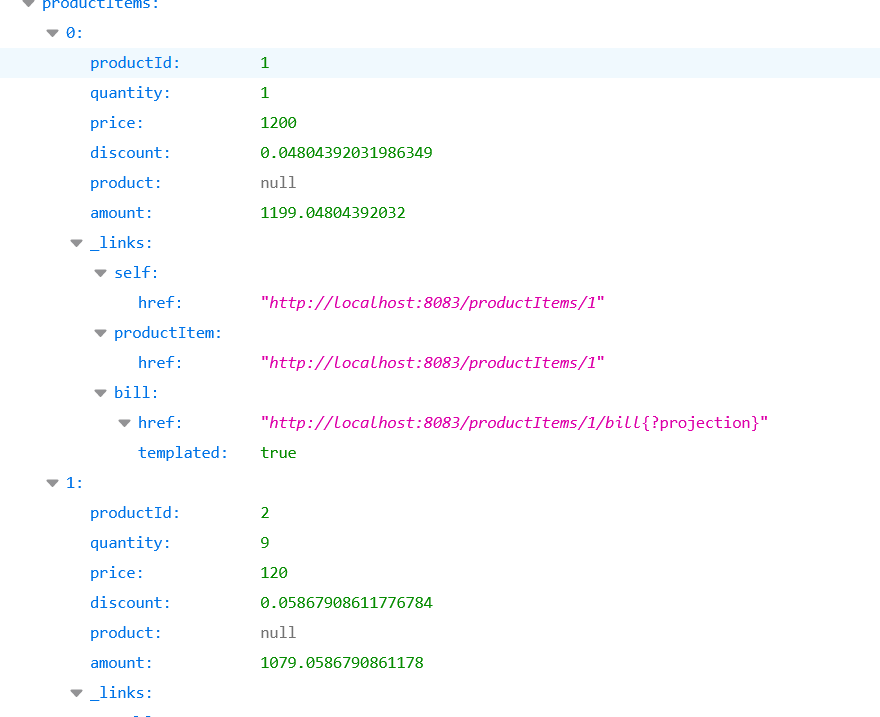 productItems:
0:
productId: 1
quantity: 1
price: 1200
discount: 0.04804392031986349
product: null
amount: 1199.04804392032
_links:
self:
href: "http://localhost:8083/productItems/1"
productItem:
href: "http://localhost:8083/productItems/1"
bill:
href: "http://localhost:8083/productItems/1/bill{?projection}"
templated: true
1:
productId: 2
quantity: 9
price: 120
discount: 0.05867908611776784
product: null
amount: 1079.0586790861178
_links: